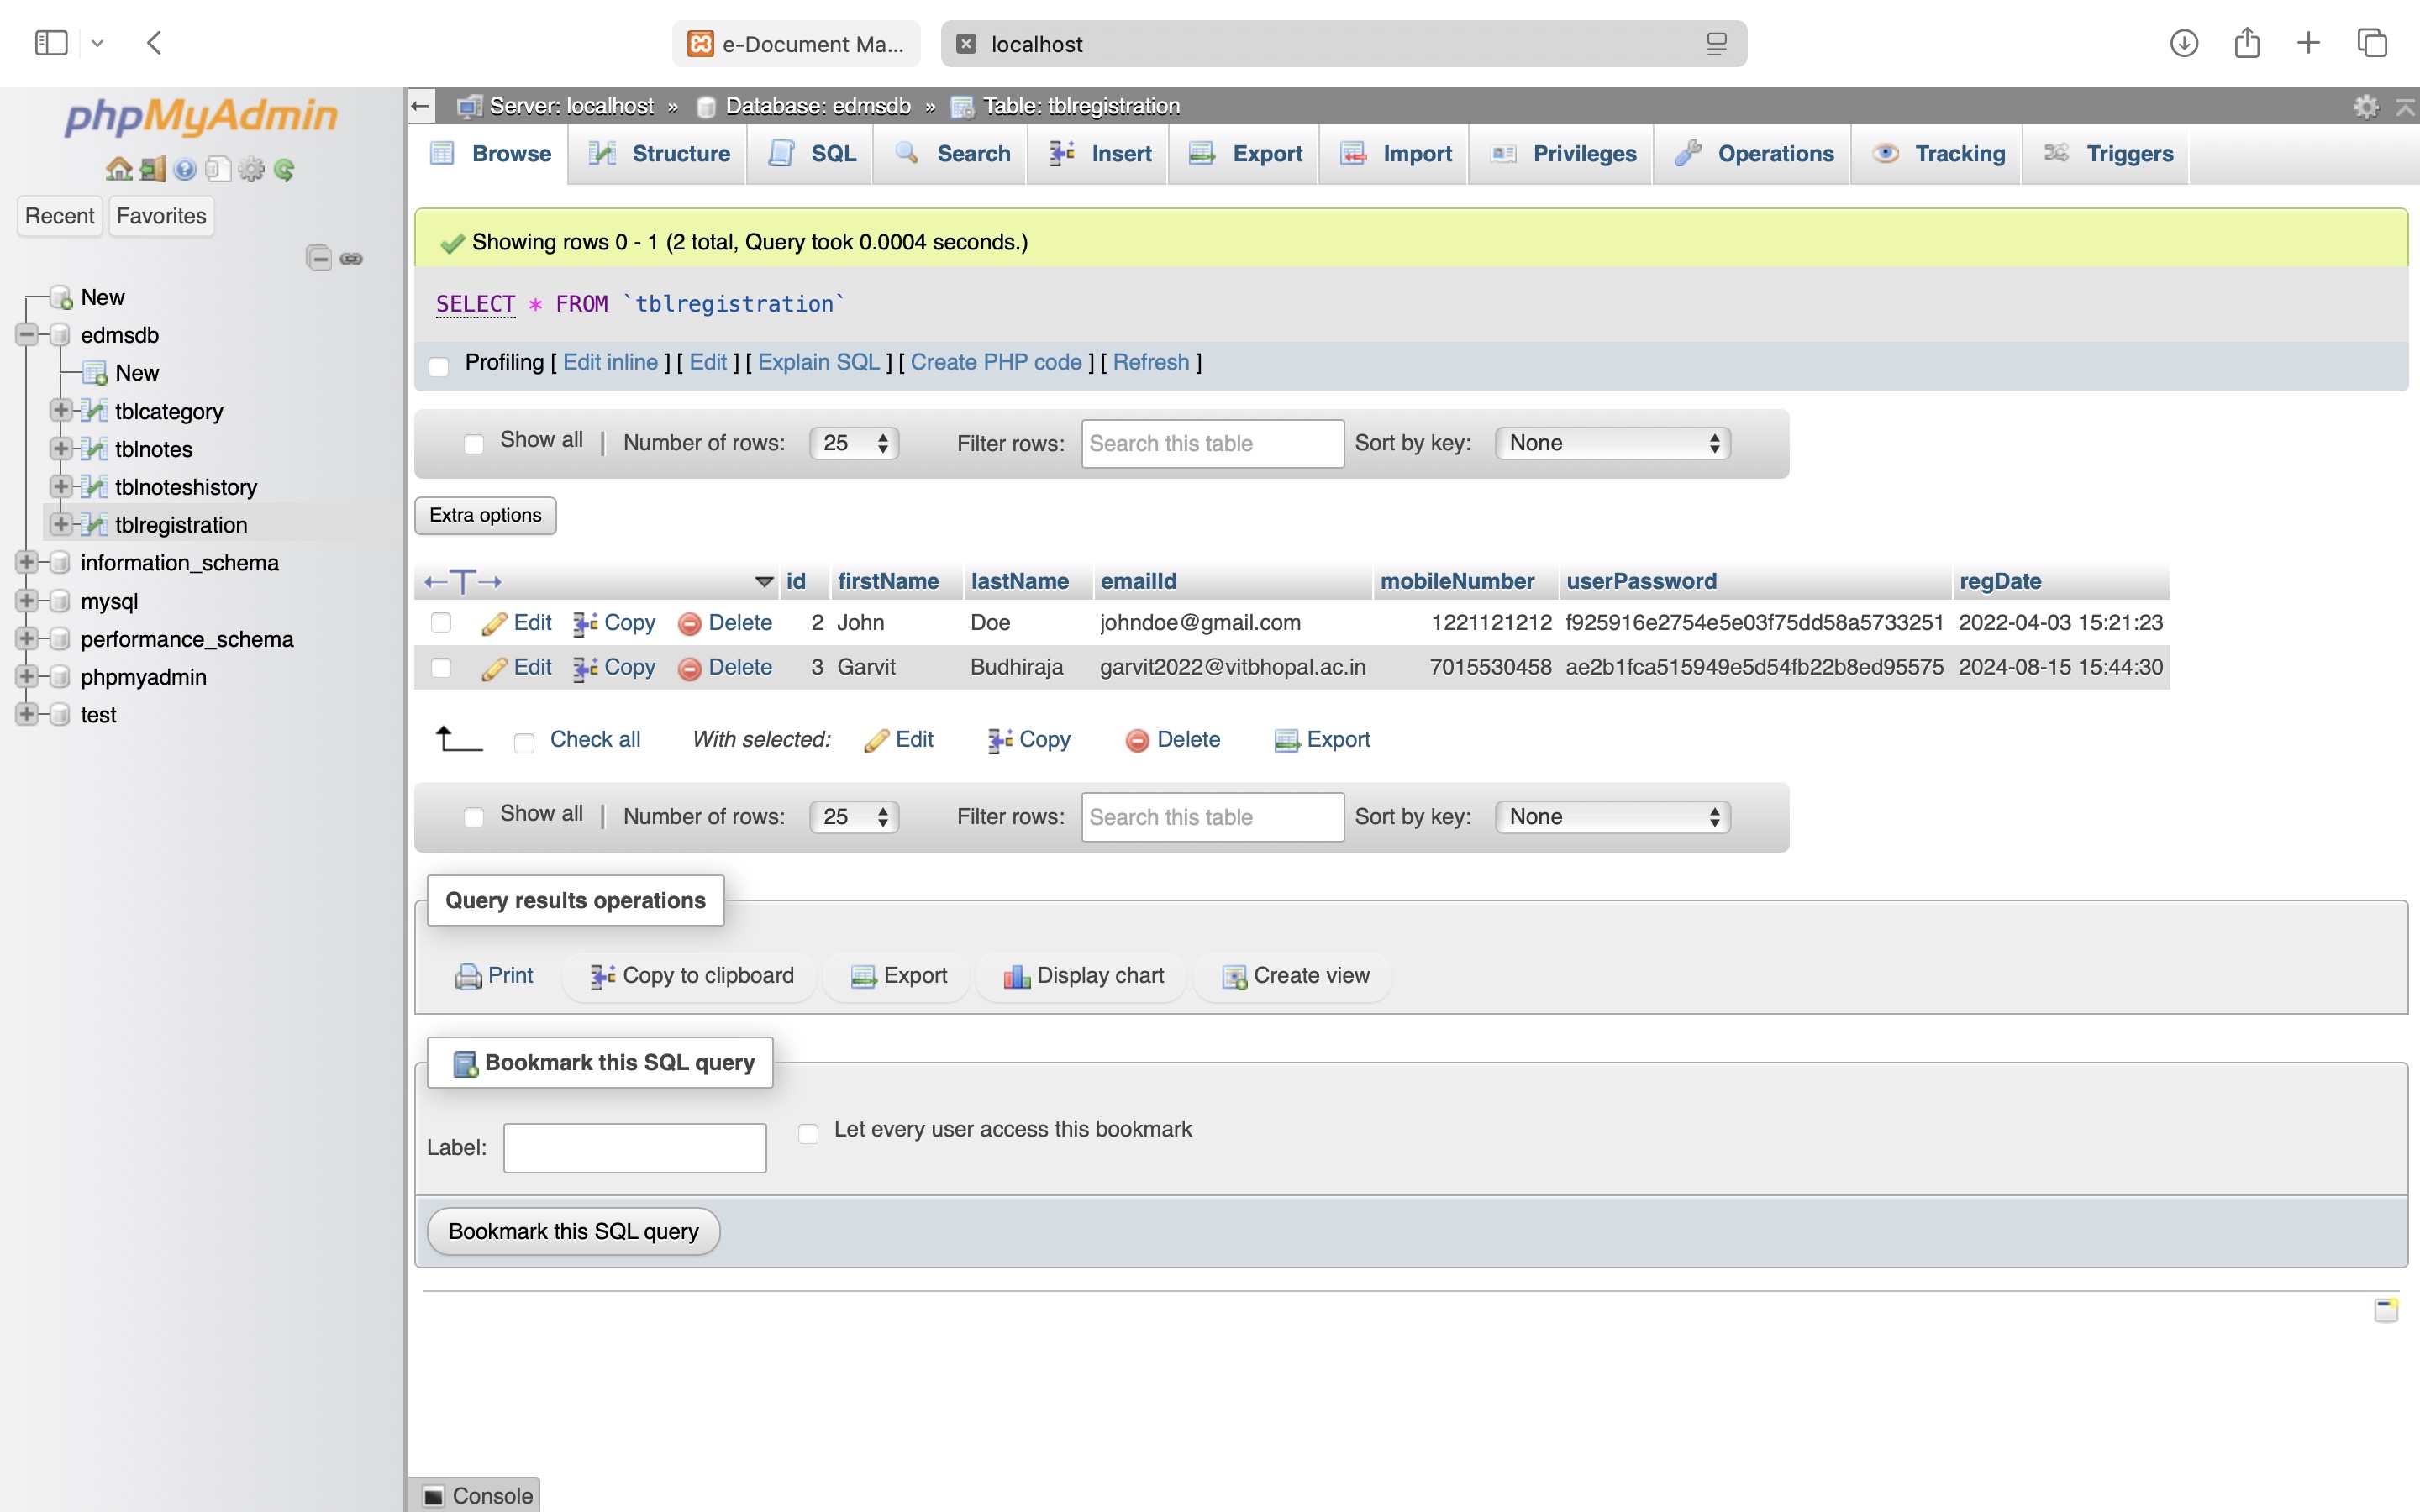 e-Document Ma...
localhost
phpMyAdmin
Recent
Favorites
New
edmsdb
New
tblcategory
tblnotes
tblnoteshistory
tblregistration
information_schema
mysql
performance_schema
phpmyadmin
test
Server: localhost » Database: edmsdb » Table: tblregistration
Browse Structure SQL Search Insert Export Import Privileges Operations Tracking Triggers
Showing rows 0 - 1 (2 total, Query took 0.0004 seconds.)
SELECT * FROM `tblregistration`
Profiling [ Edit inline ] [ Edit ] [ Explain SQL ] [ Create PHP code ] [ Refresh ]
Show all | Number of rows: 25 Filter rows: Search this table Sort by key: None
Extra options
id firstName lastName emailId mobileNumber userPassword regDate
Edit Copy Delete 2 John Doe johndoe@gmail.com 1221121212 f925916e2754e5e03f75dd58a5733251 2022-04-03 15:21:23
Edit Copy Delete 3 Garvit Budhiraja garvit2022@vitbhopal.ac.in 7015530458 ae2b1fca515949e5d54fb22b8ed95575 2024-08-15 15:44:30
Check all With selected: Edit Copy Delete Export
Show all | Number of rows: 25 Filter rows: Search this table Sort by key: None
Query results operations
Print Copy to clipboard Export Display chart Create view
Bookmark this SQL query
Label: Let every user access this bookmark
Bookmark this SQL query
Console